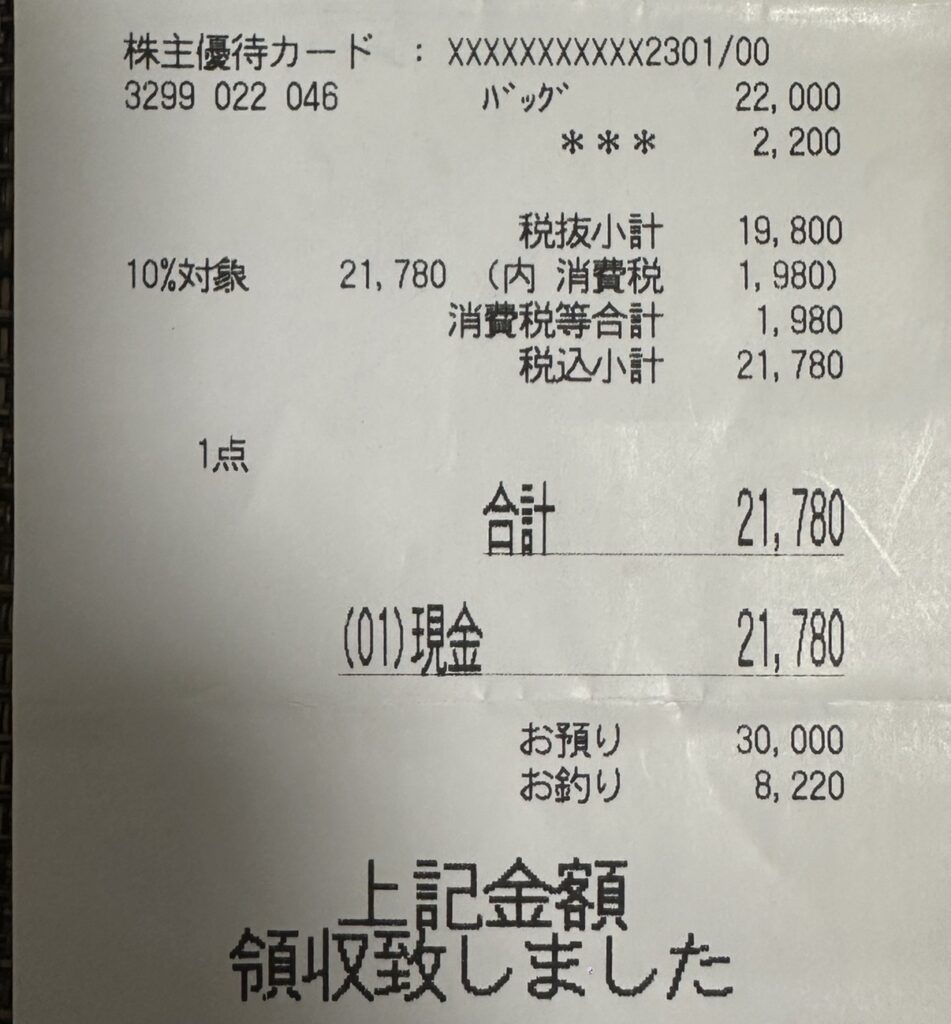 株主優待カード : XXXXXXXXXXX2301/00
3299 022 046 ﾊﾞｯｸﾞ 22,000
*** 2,200
税抜小計 19,800
10%対象 21,780 (内 消費税 1,980)
消費税等合計 1,980
税込小計 21,780
1点
合計 21,780
(01)現金 21,780
お預り 30,000
お釣り 8,220
上記金額
領収致しました